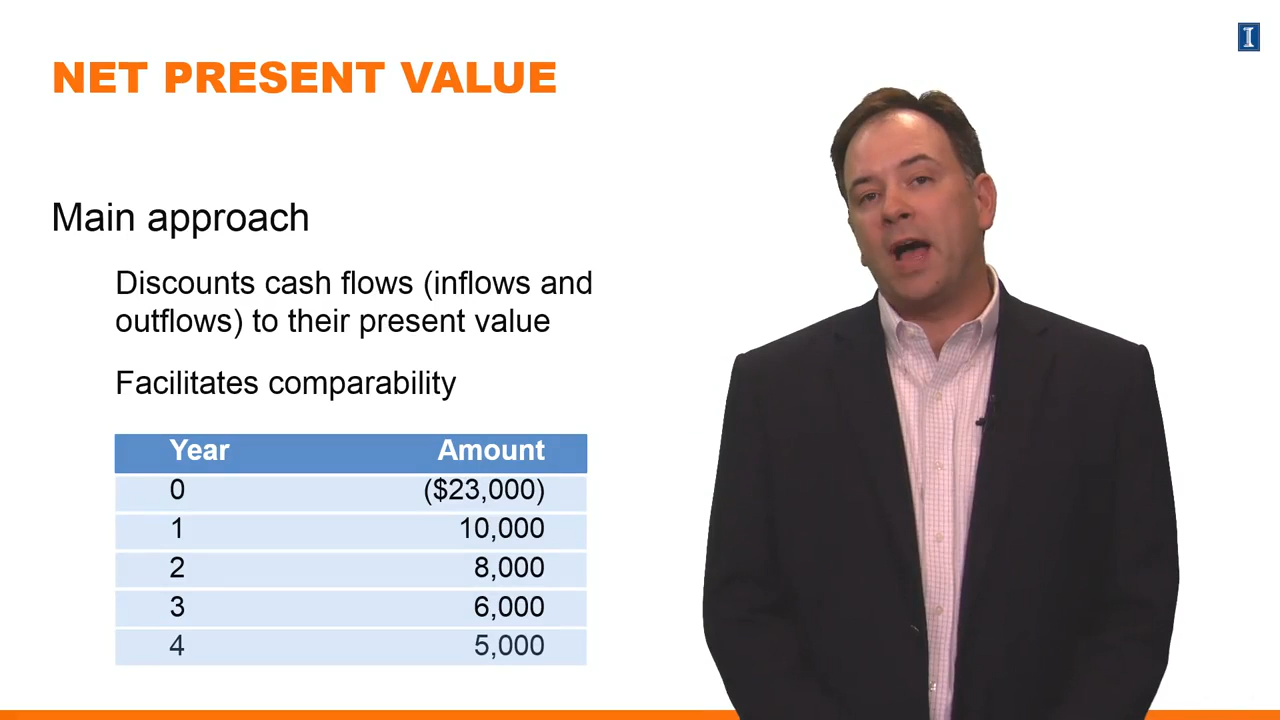 I
NET PRESENT VALUE
Main approach
Discounts cash flows (inflows and
outflows) to their present value
Facilitates comparability
Year Amount
0 ($23,000)
1 10,000
2 8,000
3 6,000
4 5,000